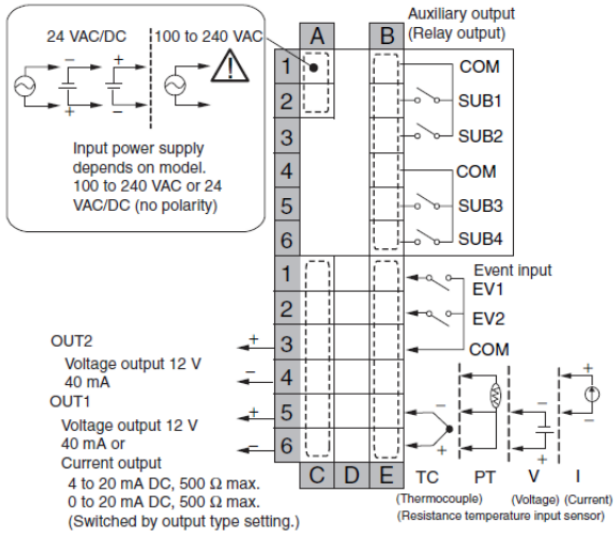 24 VAC/DC
100 to 240 VAC
− +
+ −
Input power supply
depends on model.
100 to 240 VAC or 24
VAC/DC (no polarity)
A
B
Auxiliary output
(Relay output)
1
COM
2
SUB1
3
SUB2
4
COM
5
SUB3
6
SUB4
1
Event input
EV1
2
EV2
OUT2
+
3
COM
Voltage output 12 V
40 mA
−
4
OUT1
+
5
Voltage output 12 V
40 mA or
−
6
Current output
4 to 20 mA DC, 500 Ω max.
0 to 20 mA DC, 500 Ω max.
(Switched by output type setting.)
− +
− +
+ −
C D E
TC PT V I
(Thermocouple) (Voltage) (Current)
(Resistance temperature input sensor)